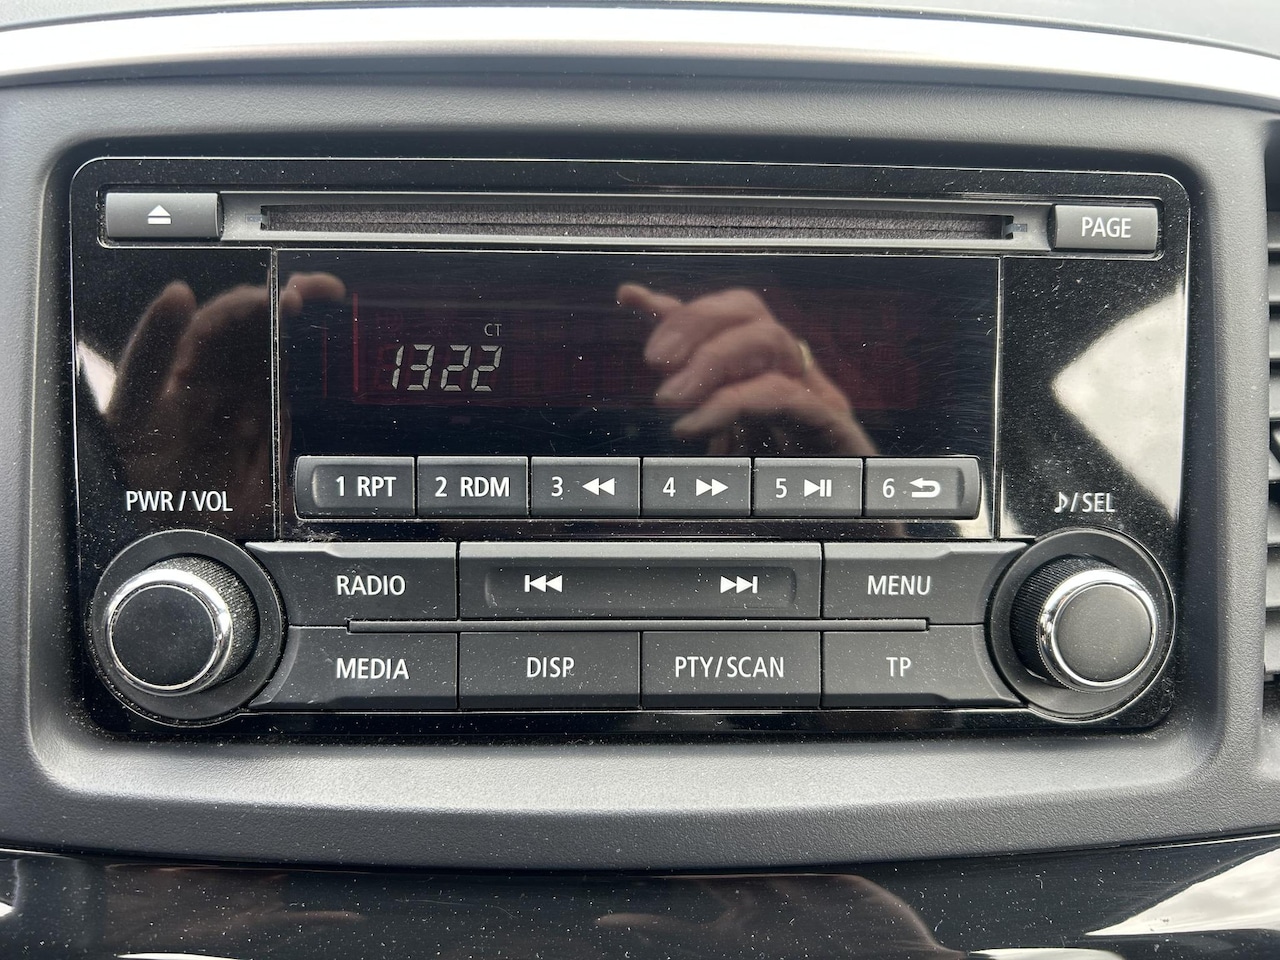 PAGE
CT
1322
1 RPT 2 RDM 3 4 5 6
PWR / VOL
/ SEL
RADIO MENU
MEDIA DISP PTY/SCAN TP